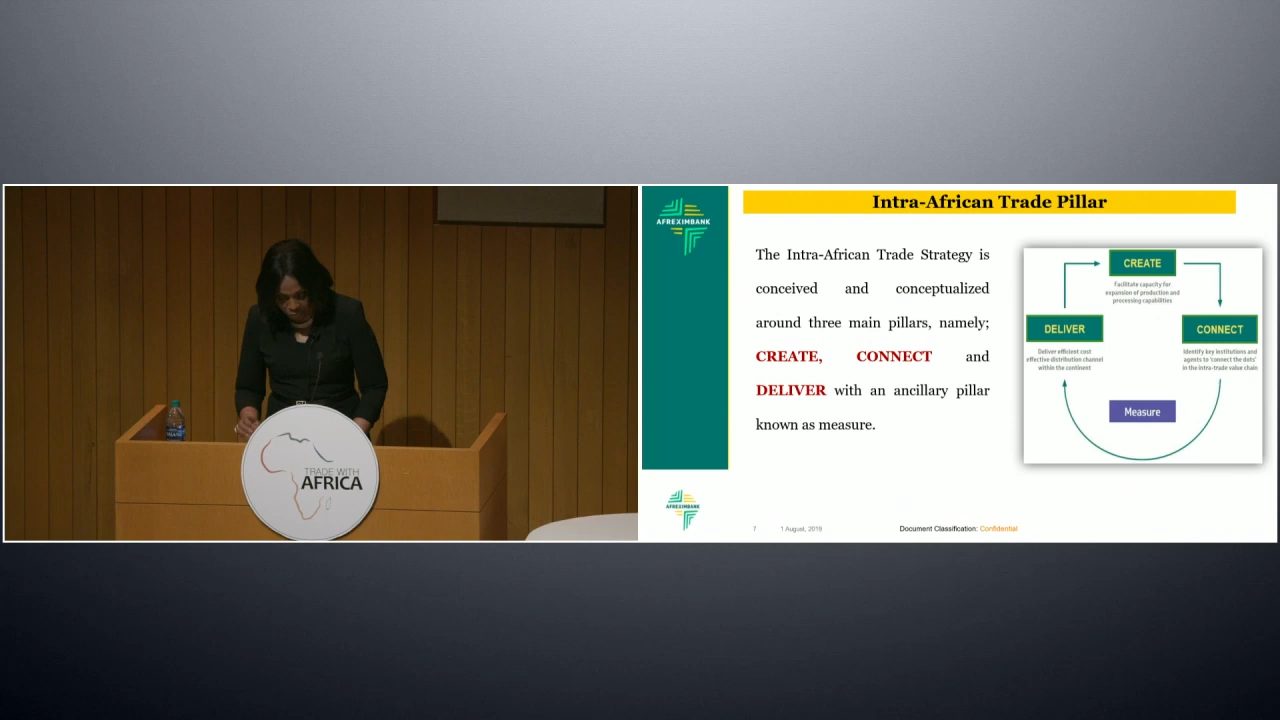 TRADE WITH
AFRICA
AFREXIMBANK
Intra-African Trade Pillar
The Intra-African Trade Strategy is
conceived and conceptualized
around three main pillars, namely;
CREATE, CONNECT and
DELIVER with an ancillary pillar
known as measure.
CREATE
Facilitate capacity for
expansion of production and
processing capabilities
DELIVER
Deliver efficient cost
effective distribution channel
within the continent
CONNECT
Identify key institutions and
agents to 'connect the dots'
in the intra-trade value chain
Measure
AFREXIMBANK
7 1 August, 2019 Document Classification: Confidential